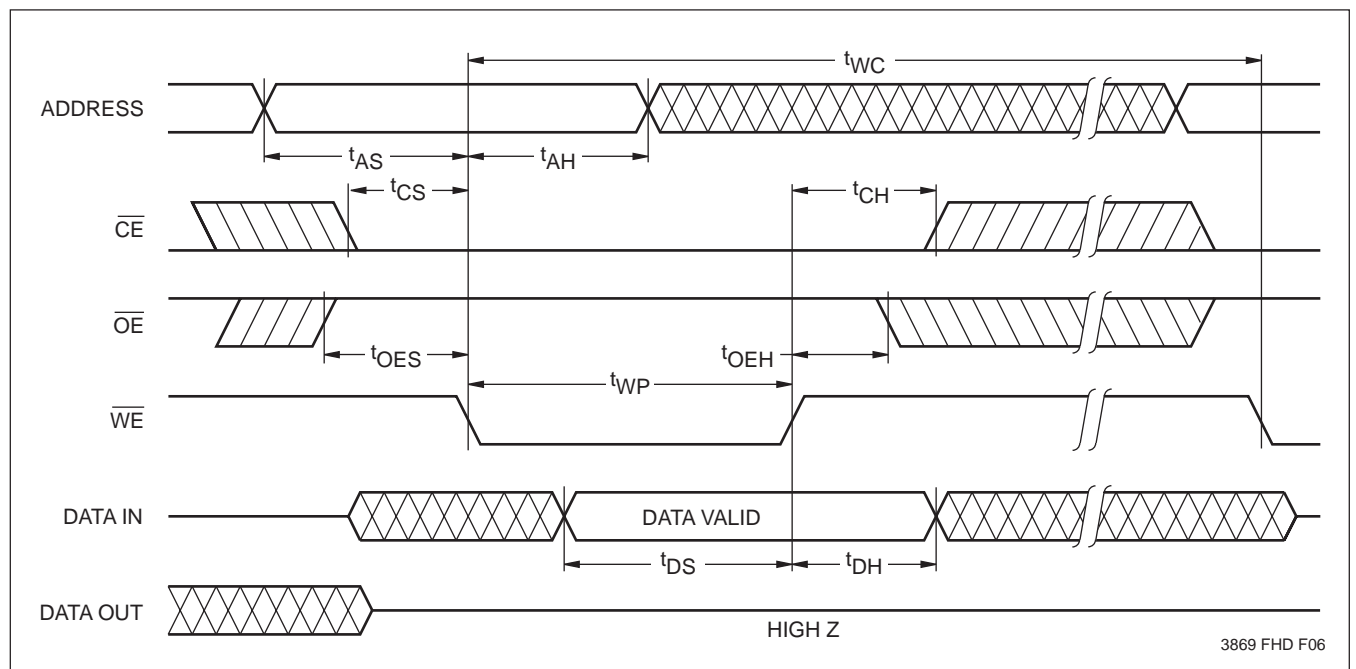 tWC
ADDRESS
tAS
tAH
tCS
tCH
CE
OE
tOES
tOEH
tWP
WE
DATA IN
DATA VALID
tDS
tDH
DATA OUT
HIGH Z
3869 FHD F06